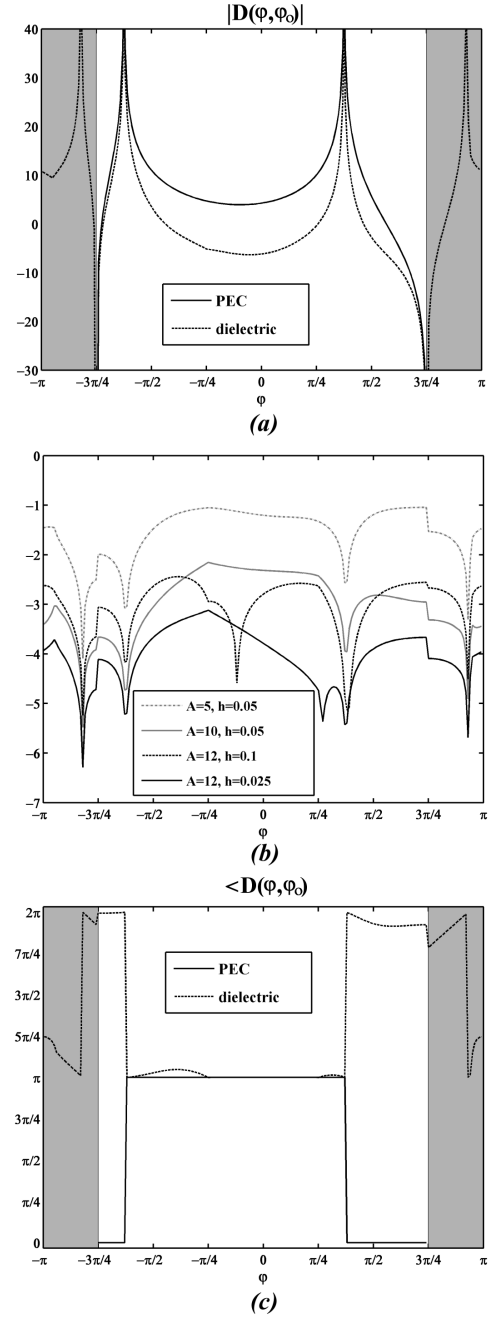 |D(φ,φ₀)|
40
30
20
10
0
−10
−20
−30
PEC
dielectric
−π −3π/4 −π/2 −π/4 0 π/4 π/2 3π/4 π
φ
(a)
0
−1
−2
−3
−4
−5
−6
−7
A=5, h=0.05
A=10, h=0.05
A=12, h=0.1
A=12, h=0.025
−π −3π/4 −π/2 −π/4 0 π/4 π/2 3π/4 π
φ
(b)
<D(φ,φ₀)
2π
7π/4
3π/2
5π/4
π
3π/4
π/2
π/4
0
PEC
dielectric
−π −3π/4 −π/2 −π/4 0 π/4 π/2 3π/4 π
φ
(c)